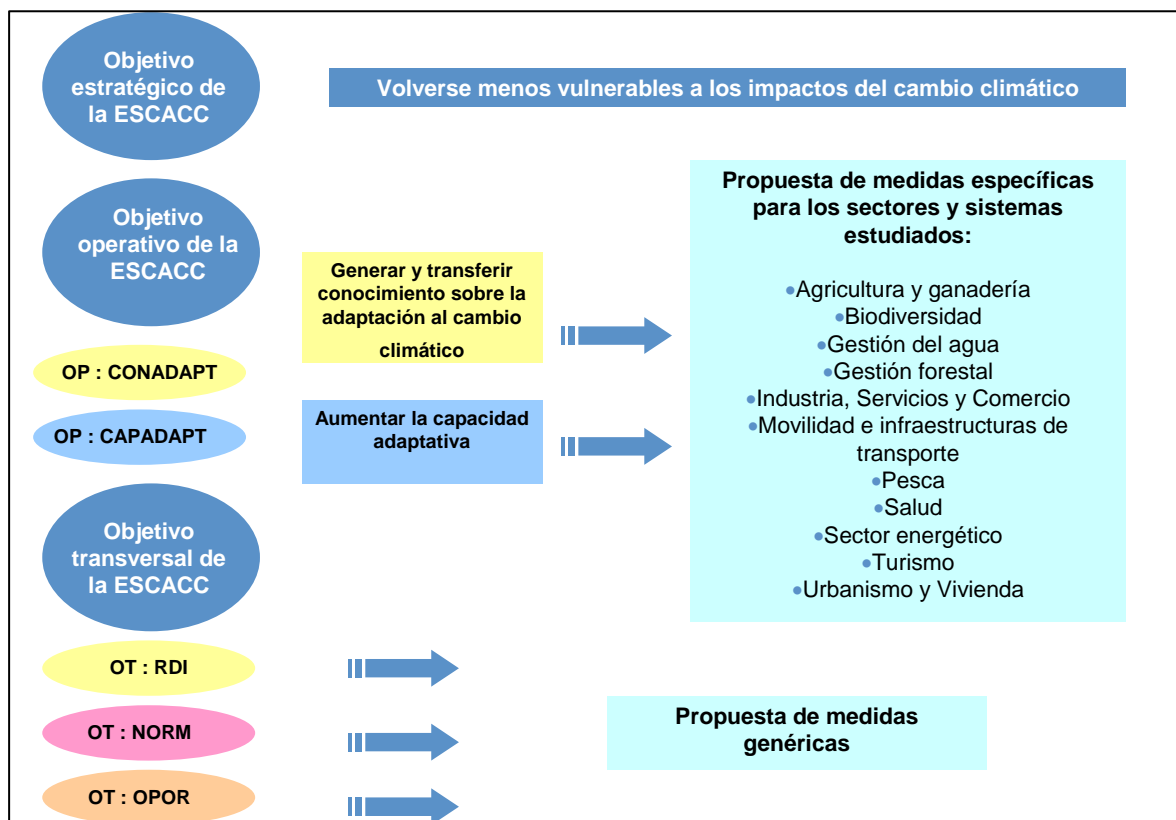 Objetivo
estratégico de
la ESCACC
Volverse menos vulnerables a los impactos del cambio climático
Objetivo
operativo de la
ESCACC
OP : CONADAPT
OP : CAPADAPT
Generar y transferir
conocimiento sobre la
adaptación al cambio
climático
Aumentar la capacidad
adaptativa
Propuesta de medidas específicas
para los sectores y sistemas
estudiados:
•Agricultura y ganadería
•Biodiversidad
•Gestión del agua
•Gestión forestal
•Industria, Servicios y Comercio
•Movilidad e infraestructuras de
transporte
•Pesca
•Salud
•Sector energético
•Turismo
•Urbanismo y Vivienda
Objetivo
transversal de
la ESCACC
OT : RDI
OT : NORM
OT : OPOR
Propuesta de medidas
genéricas